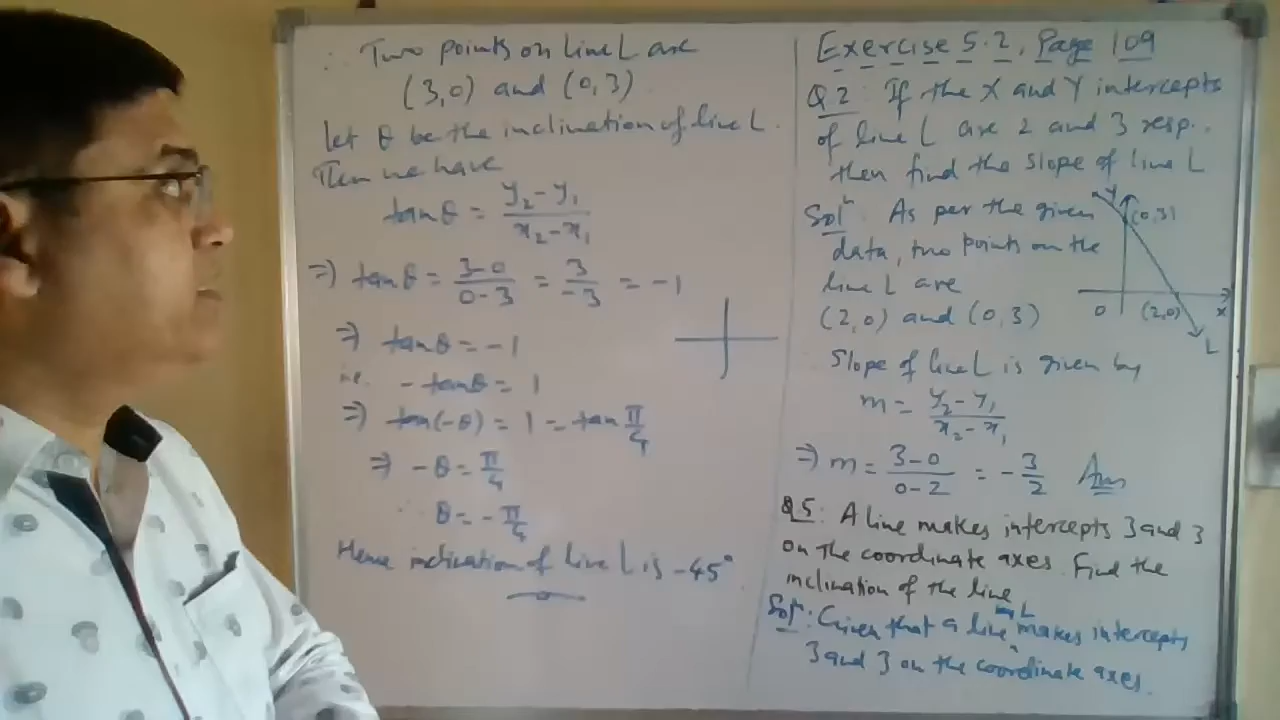 Exercise 5.2, Page 109
Q2: If the X and Y intercepts
of line L are 2 and 3 resp.
then find the slope of line L
Solⁿ: As per the given
data, two points on the
line L are
(2,0) and (0,3)
Y
(0,3)
O
(2,0)
X
L
Slope of line L is given by
m = y₂-y₁/x₂-x₁
⇒ m = 3-0/0-2 = -3/2 Ans
Q5: A line makes intercepts 3 and 3
on the coordinate axes. Find the
inclination of the line
Solⁿ: Given that a line L makes intercepts
3 and 3 on the coordinate axes.
∴ Two points on line L are
(3,0) and (0,3)
let θ be the inclination of line L.
Then we have
tanθ = y₂-y₁/x₂-x₁
⇒ tanθ = 3-0/0-3 = 3/-3 = -1
⇒ tanθ = -1
i.e. -tanθ = 1
⇒ tan(-θ) = 1 = tan π/4
⇒ -θ = π/4
∴ θ = -π/4
Hence inclination of line L is -45°